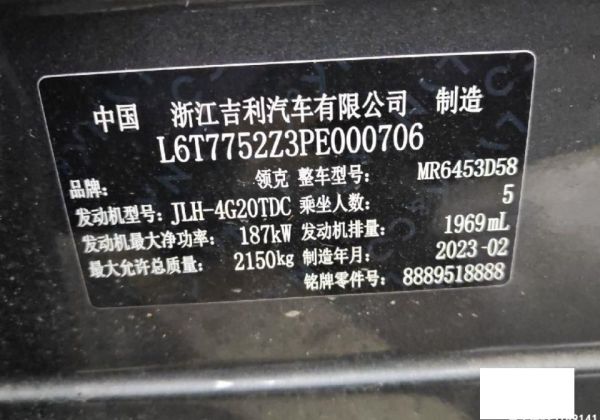 中国 浙江吉利汽车有限公司 制造
L6T7752Z3PE000706
品牌: 领克 整车型号: MR6453D58
发动机型号: JLH-4G20TDC 乘坐人数: 5
发动机最大净功率: 187kW 发动机排量: 1969mL
最大允许总质量: 2150kg 制造年月: 2023-02
铭牌零件号: 8889518888